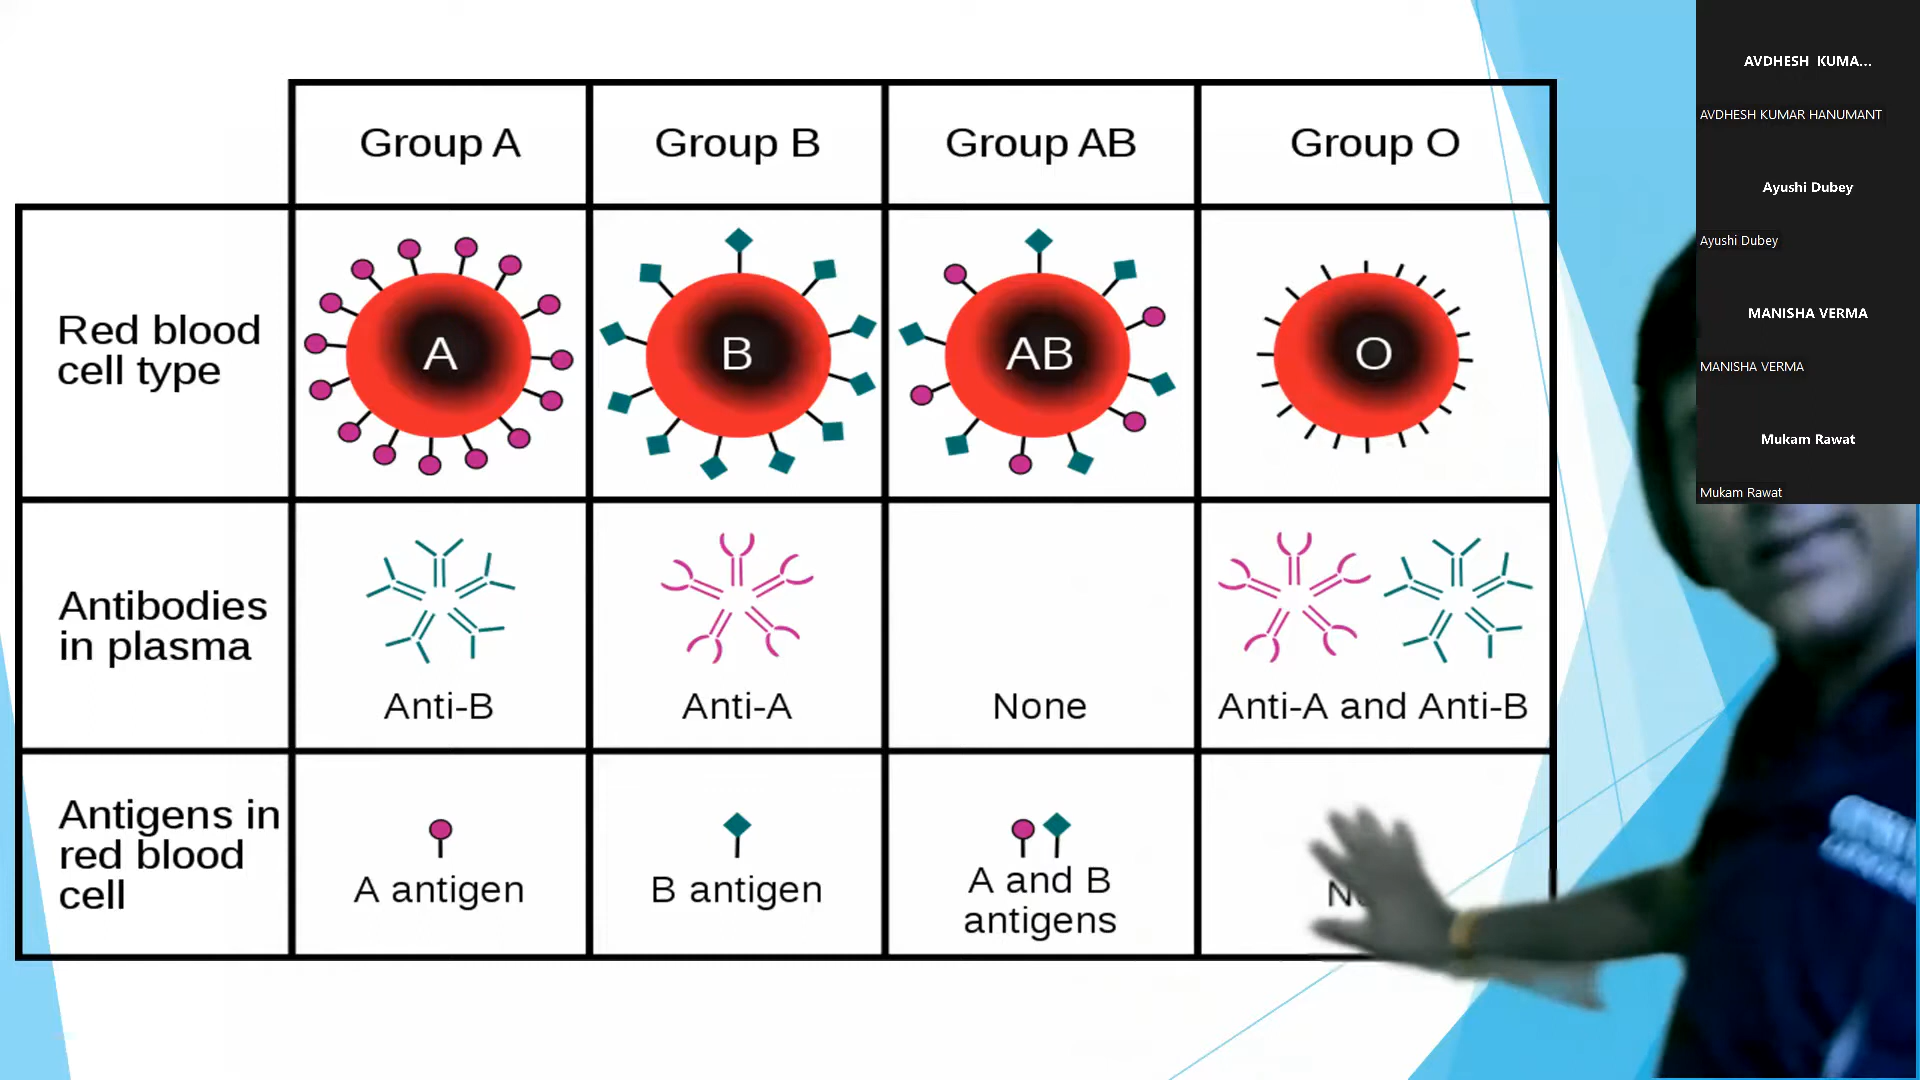 Group A
Group B
Group AB
Group O
Red blood
cell type
A
B
AB
O
Antibodies
in plasma
Anti-B
Anti-A
None
Anti-A and Anti-B
Antigens in
red blood
cell
A antigen
B antigen
A and B
antigens
AVDHESH KUMA...
AVDHESH KUMAR HANUMANT
Ayushi Dubey
Ayushi Dubey
MANISHA VERMA
MANISHA VERMA
Mukam Rawat
Mukam Rawat